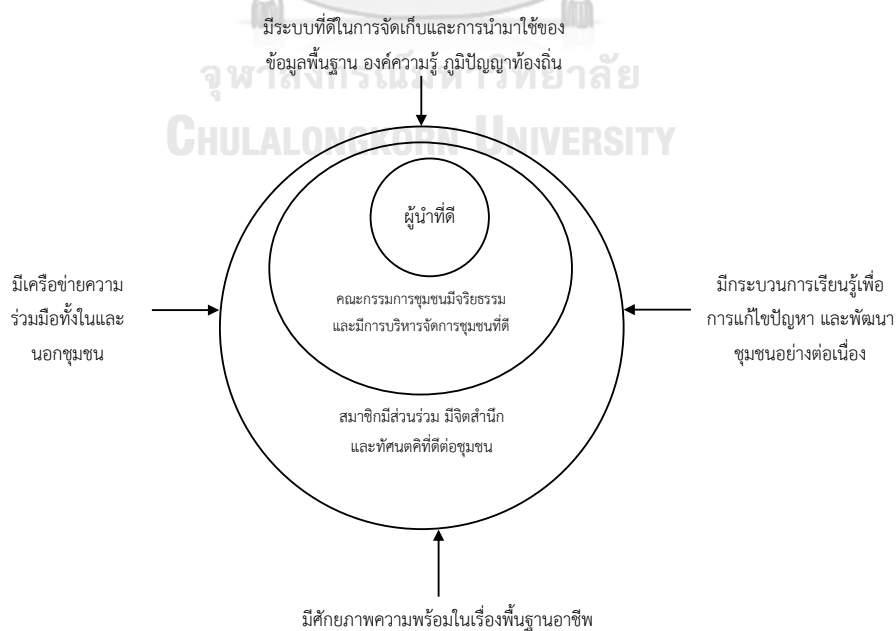 มีระบบที่ดีในการจัดเก็บและการนำมาใช้ของ
ข้อมูลพื้นฐาน องค์ความรู้ ภูมิปัญญาท้องถิ่น
จุฬาลงกรณ์มหาวิทยาลัย
CHULALONGKORN UNIVERSITY
ผู้นำที่ดี
คณะกรรมการชุมชนมีจริยธรรม
และมีการบริหารจัดการชุมชนที่ดี
มีเครือข่ายความ
ร่วมมือทั้งในและ
นอกชุมชน
มีกระบวนการเรียนรู้เพื่อ
การแก้ไขปัญหา และพัฒนา
ชุมชนอย่างต่อเนื่อง
สมาชิกมีส่วนร่วม มีจิตสำนึก
และทัศนตคิที่ดีต่อชุมชน
มีศักยภาพความพร้อมในเรื่องพื้นฐานอาชีพ